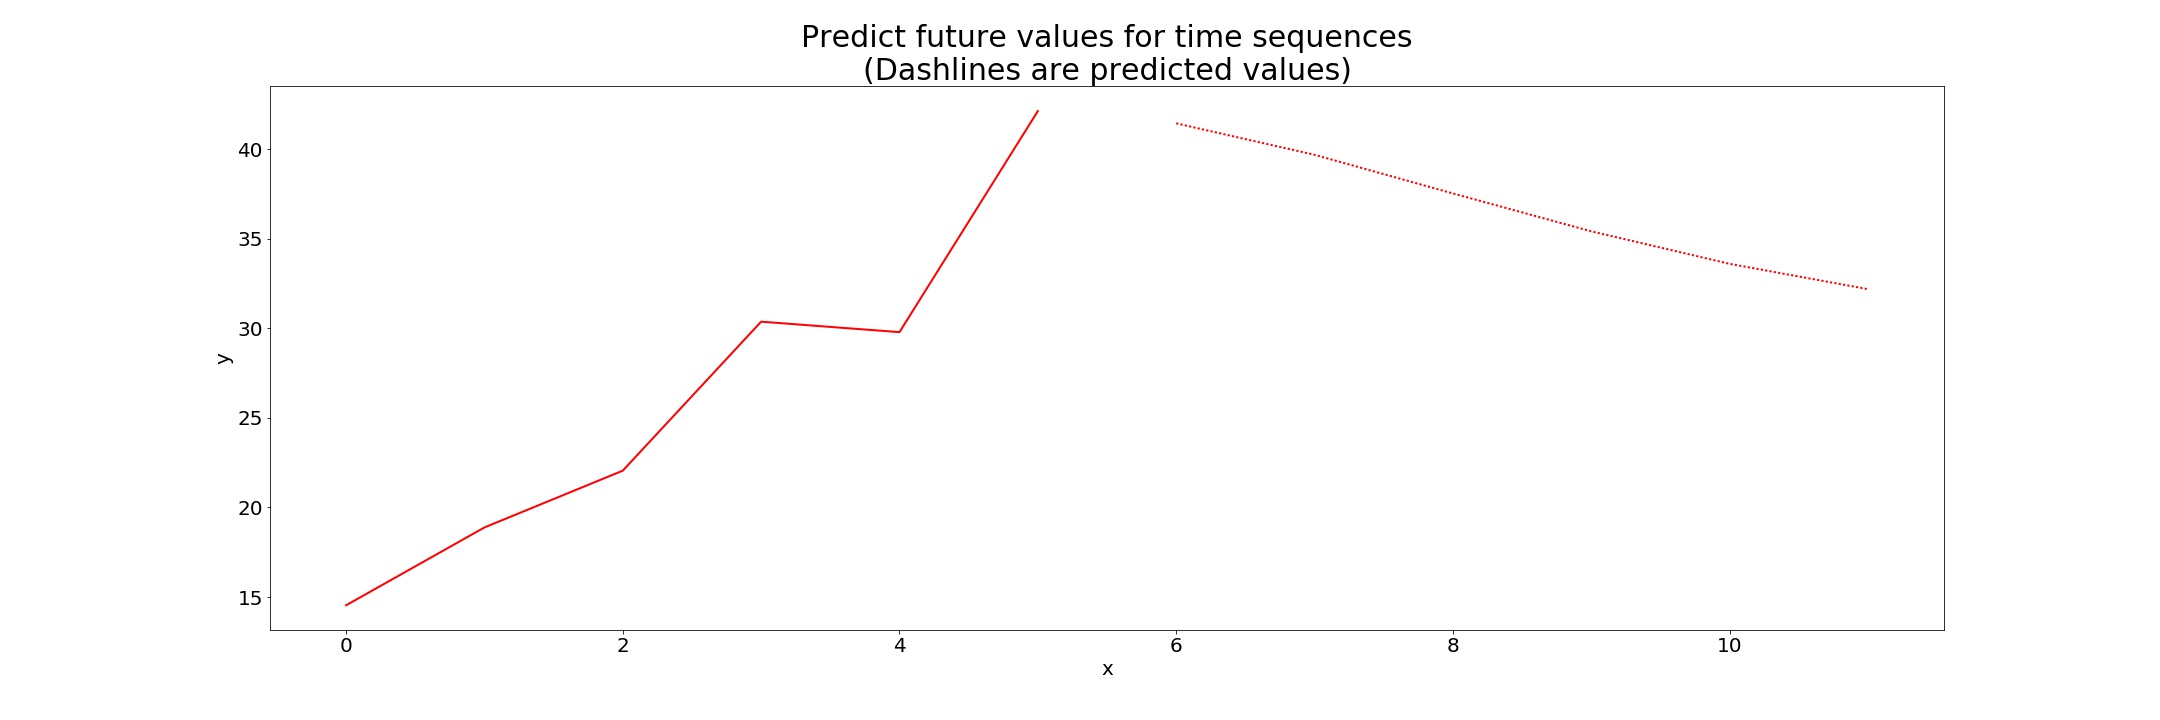 Predict future values for time sequences
(Dashlines are predicted values)
40
35
30
25
20
15
y
0 2 4 6 8 10
x